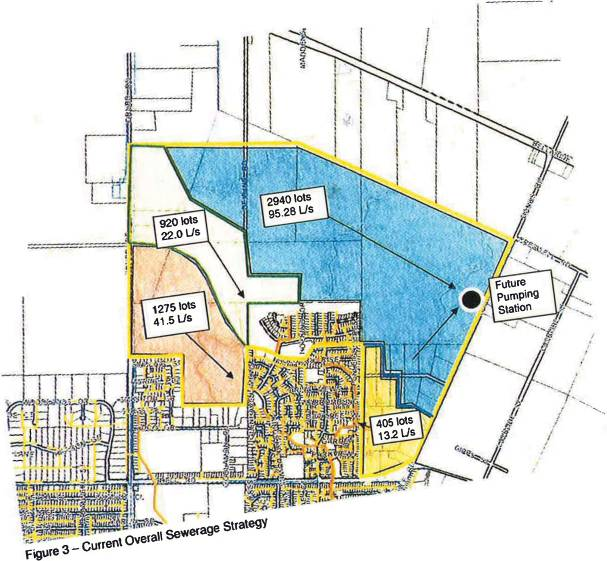 2940 lots
95.28 L/s
920 lots
22.0 L/s
Future
Pumping
Station
1275 lots
41.5 L/s
405 lots
13.2 L/s
Figure 3 – Current Overall Sewerage Strategy